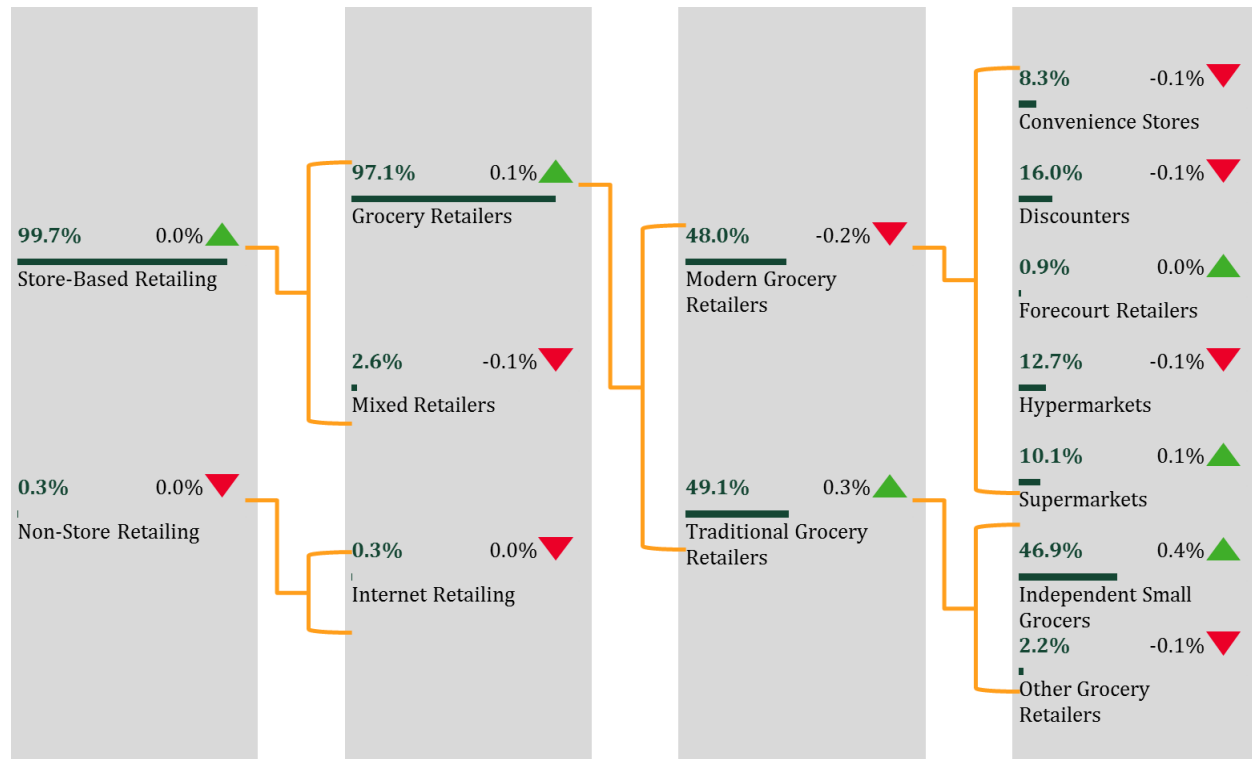 99.7% 0.0%
Store-Based Retailing
0.3% 0.0%
Non-Store Retailing
97.1% 0.1%
Grocery Retailers
2.6% -0.1%
Mixed Retailers
0.3% 0.0%
Internet Retailing
48.0% -0.2%
Modern Grocery
Retailers
49.1% 0.3%
Traditional Grocery
Retailers
8.3% -0.1%
Convenience Stores
16.0% -0.1%
Discounters
0.9% 0.0%
Forecourt Retailers
12.7% -0.1%
Hypermarkets
10.1% 0.1%
Supermarkets
46.9% 0.4%
Independent Small
Grocers
2.2% -0.1%
Other Grocery
Retailers